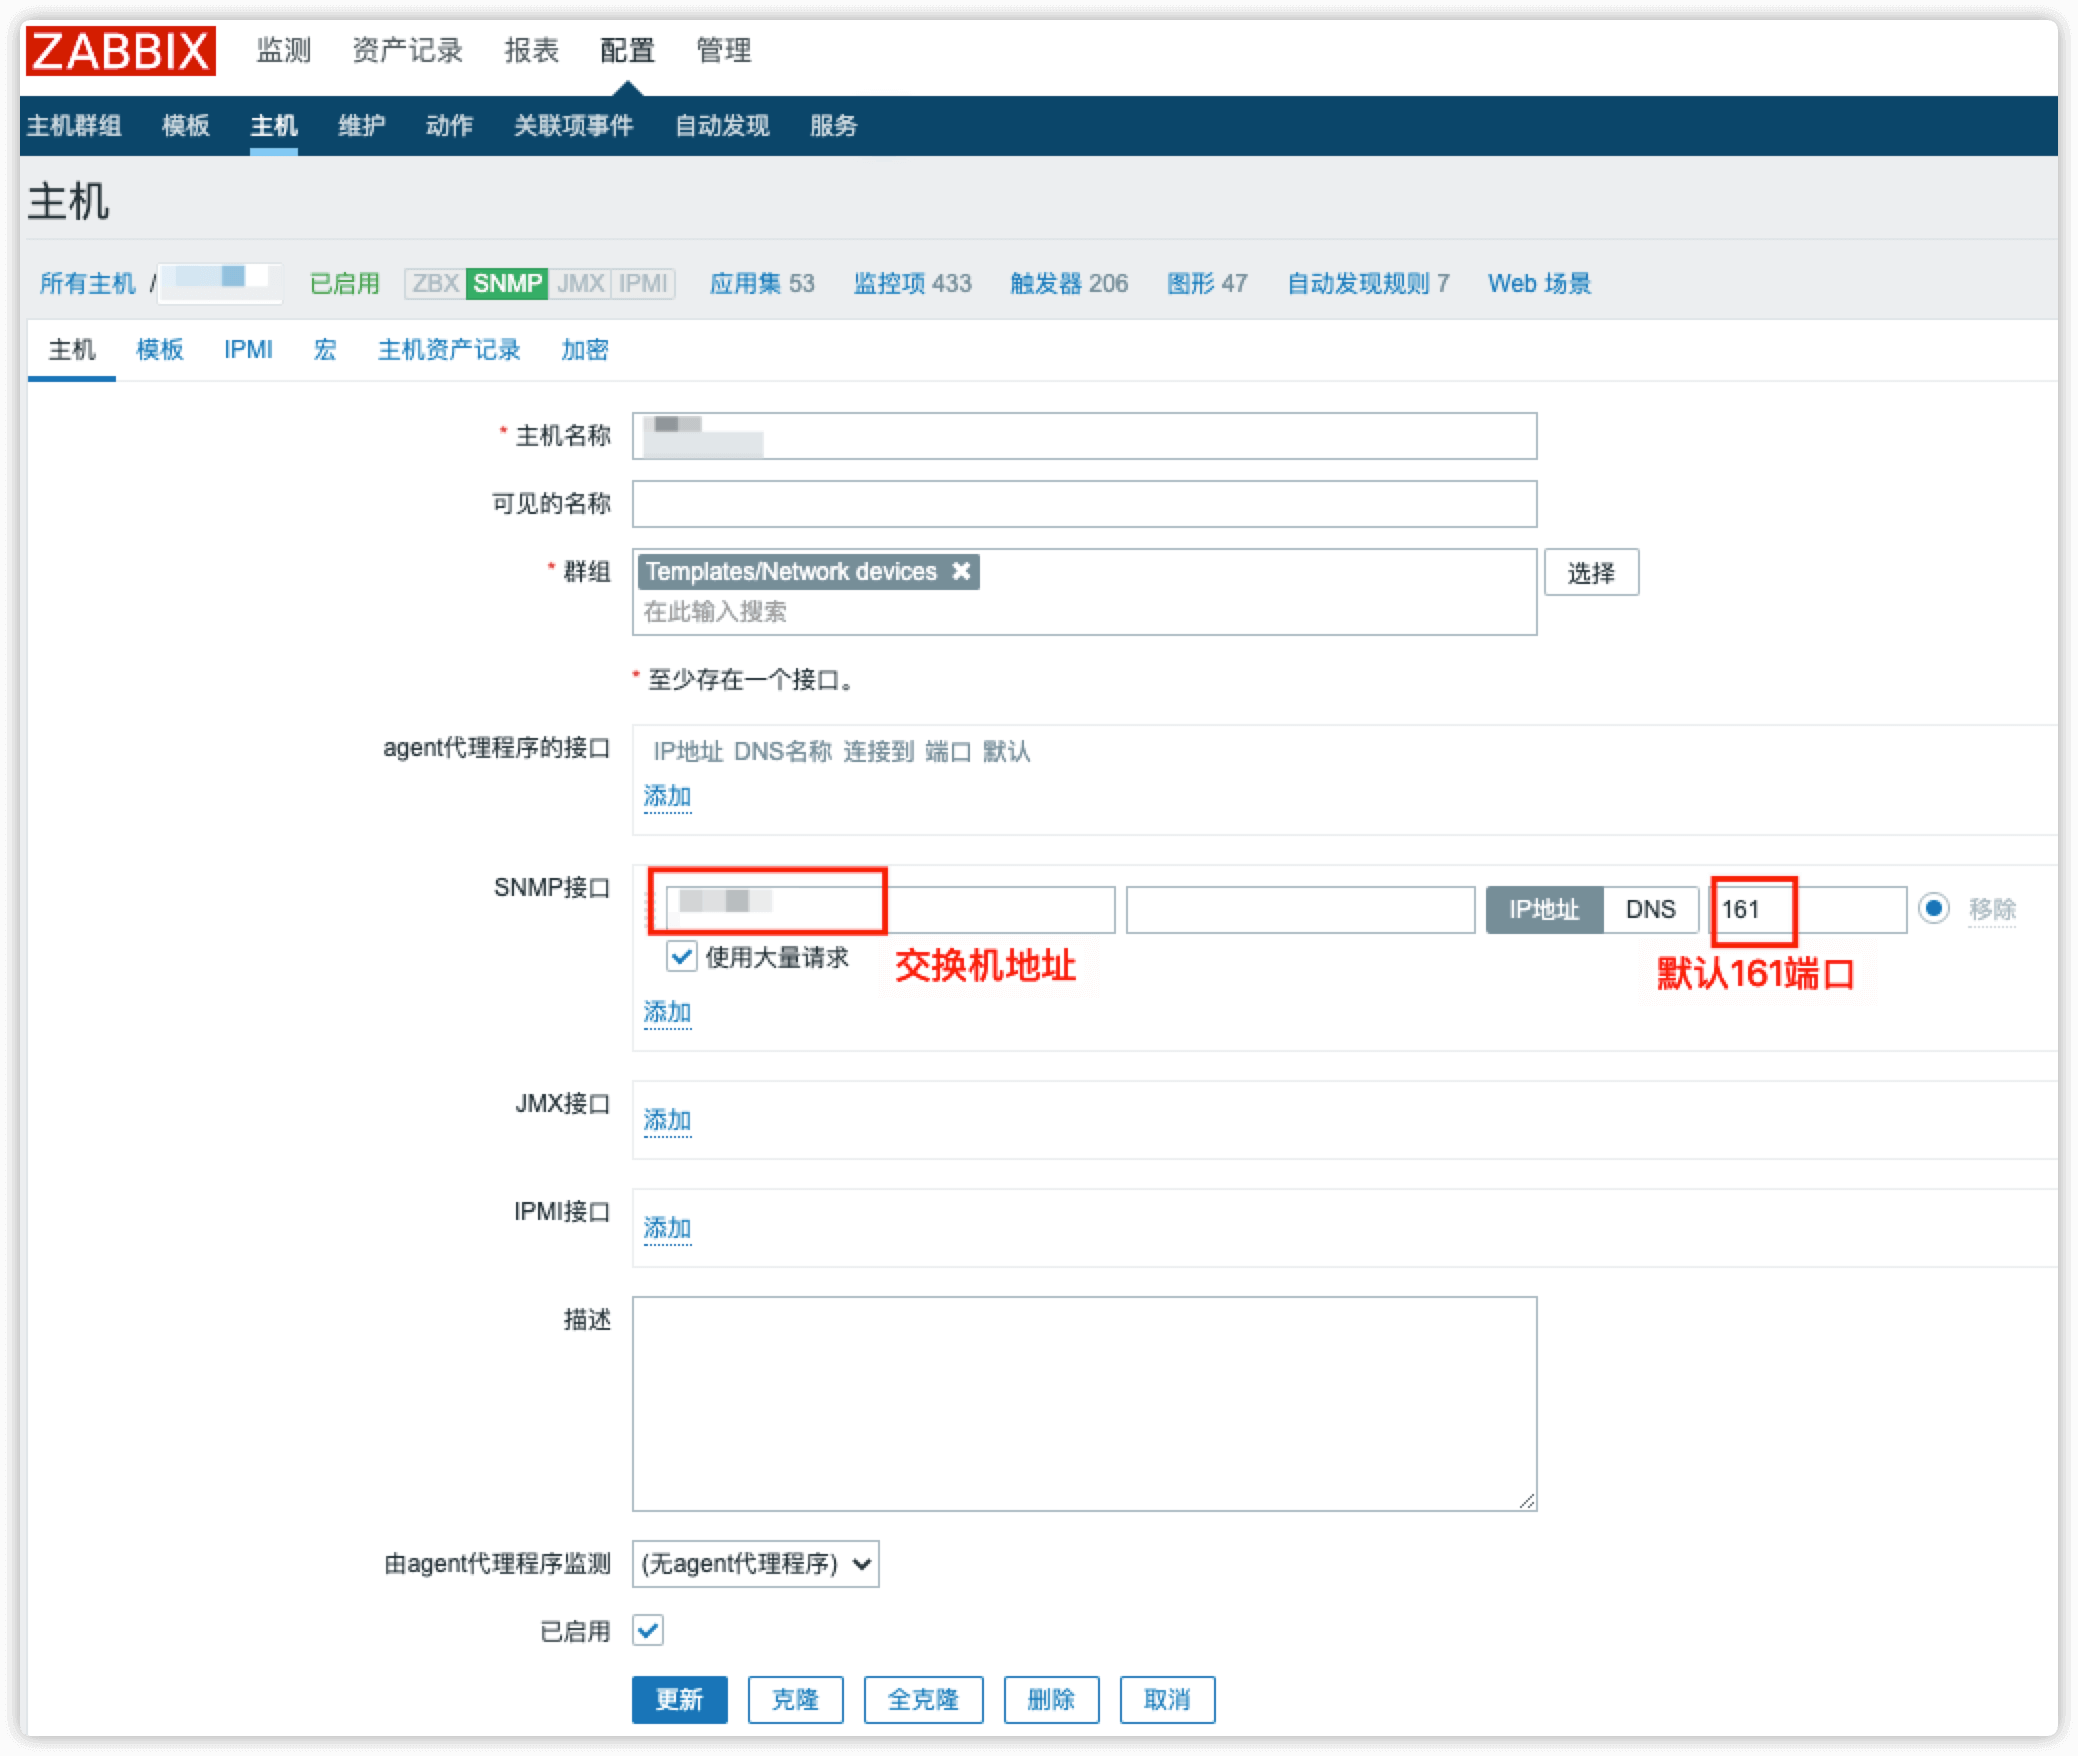 ZABBIX 监测 资产记录 报表 配置 管理
主机群组 模板 主机 维护 动作 关联项事件 自动发现 服务
主机
所有主机 / 已启用 ZBX SNMP JMX IPMI 应用集 53 监控项 433 触发器 206 图形 47 自动发现规则 7 Web 场景
主机 模板 IPMI 宏 主机资产记录 加密
* 主机名称
可见的名称
* 群组 Templates/Network devices 选择
在此输入搜索
* 至少存在一个接口。
agent代理程序的接口 IP地址 DNS名称 连接到 端口 默认
添加
SNMP接口 IP地址 DNS 161 移除
使用大量请求 交换机地址 默认161端口
添加
JMX接口 添加
IPMI接口 添加
描述
由agent代理程序监测 (无agent代理程序)
已启用
更新 克隆 全克隆 删除 取消